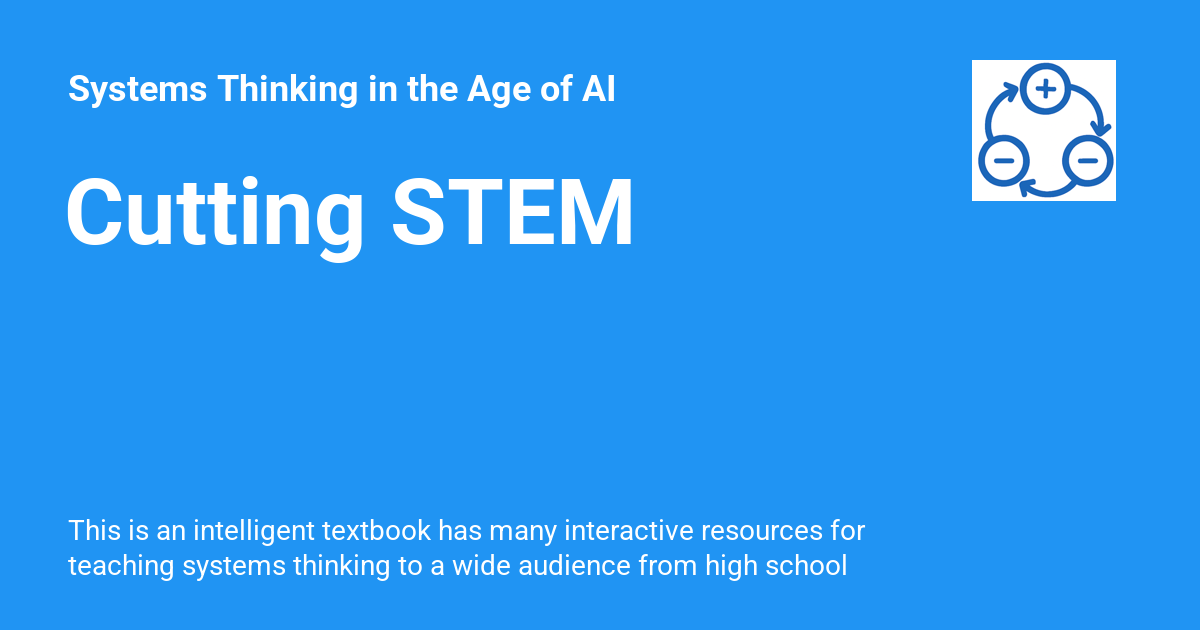 Systems Thinking in the Age of AI
Cutting STEM
This is an intelligent textbook has many interactive resources for
teaching systems thinking to a wide audience from high school